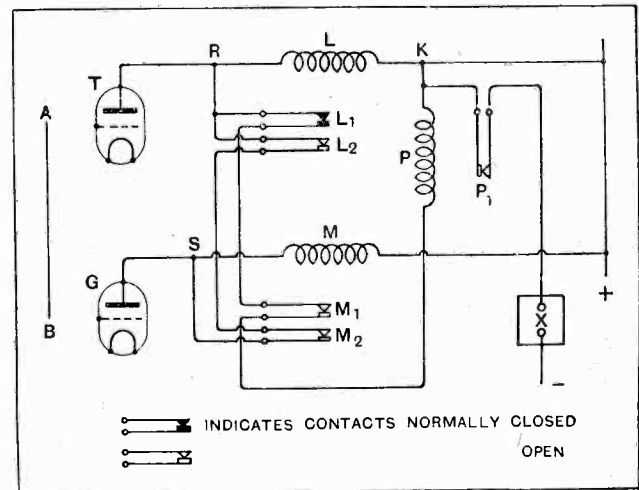 R L K
T
A
L1
L2
P
P1
M
S
G
B
M1
M2
+
X
−
INDICATES CONTACTS NORMALLY CLOSED
OPEN